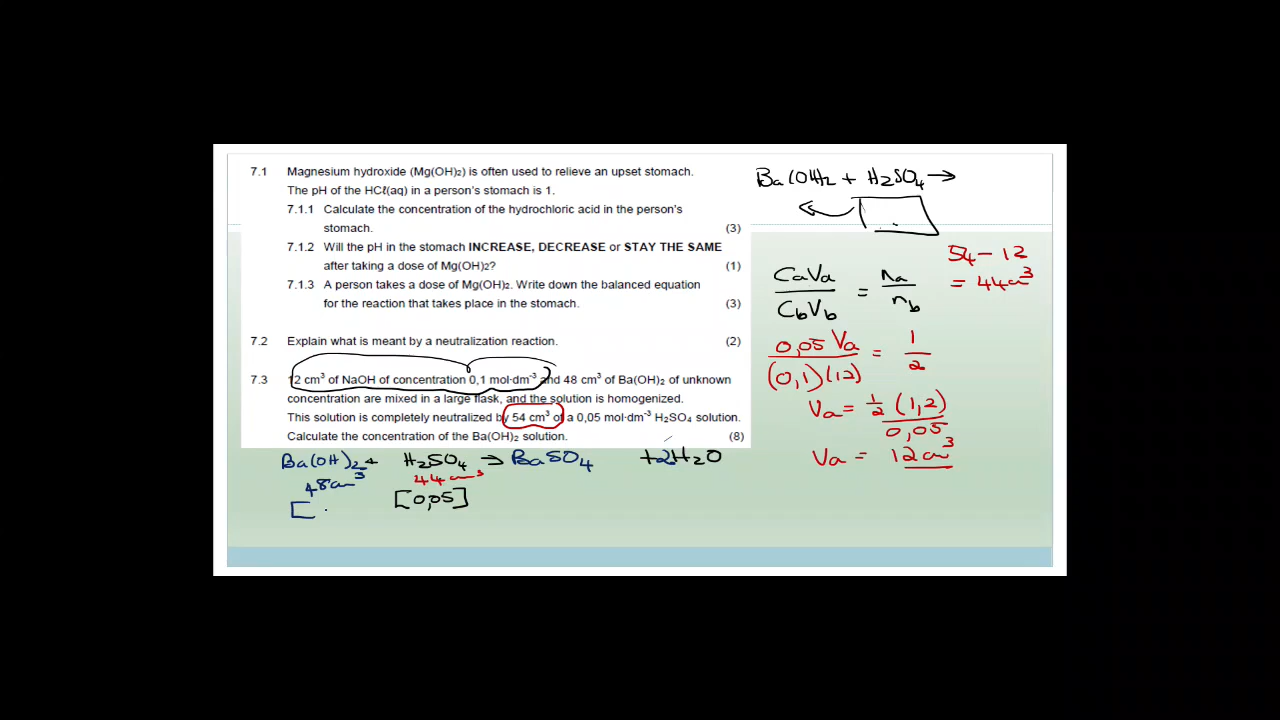 7.1 Magnesium hydroxide (Mg(OH)₂) is often used to relieve an upset stomach.
The pH of the HCℓ(aq) in a person's stomach is 1.
7.1.1 Calculate the concentration of the hydrochloric acid in the person's
stomach. (3)
7.1.2 Will the pH in the stomach INCREASE, DECREASE or STAY THE SAME
after taking a dose of Mg(OH)₂? (1)
7.1.3 A person takes a dose of Mg(OH)₂. Write down the balanced equation
for the reaction that takes place in the stomach. (3)
7.2 Explain what is meant by a neutralization reaction. (2)
7.3 12 cm³ of NaOH of concentration 0,1 mol·dm⁻³ and 48 cm³ of Ba(OH)₂ of unknown
concentration are mixed in a large flask, and the solution is homogenized.
This solution is completely neutralized by 54 cm³ of a 0,05 mol·dm⁻³ H₂SO₄ solution.
Calculate the concentration of the Ba(OH)₂ solution. (8)
Ba(OH)₂ + H₂SO₄ → BaSO₄ + 2H₂O
48cm³ 44cm³
[ [0,05]
Ba(OH)₂ + H₂SO₄ →
CaVa / CbVb = na / nb
54 - 12
= 44cm³
0,05 Va / (0,1)(12) = 1/2
Va = 1/2 (1,2) / 0,05
Va = 12cm³